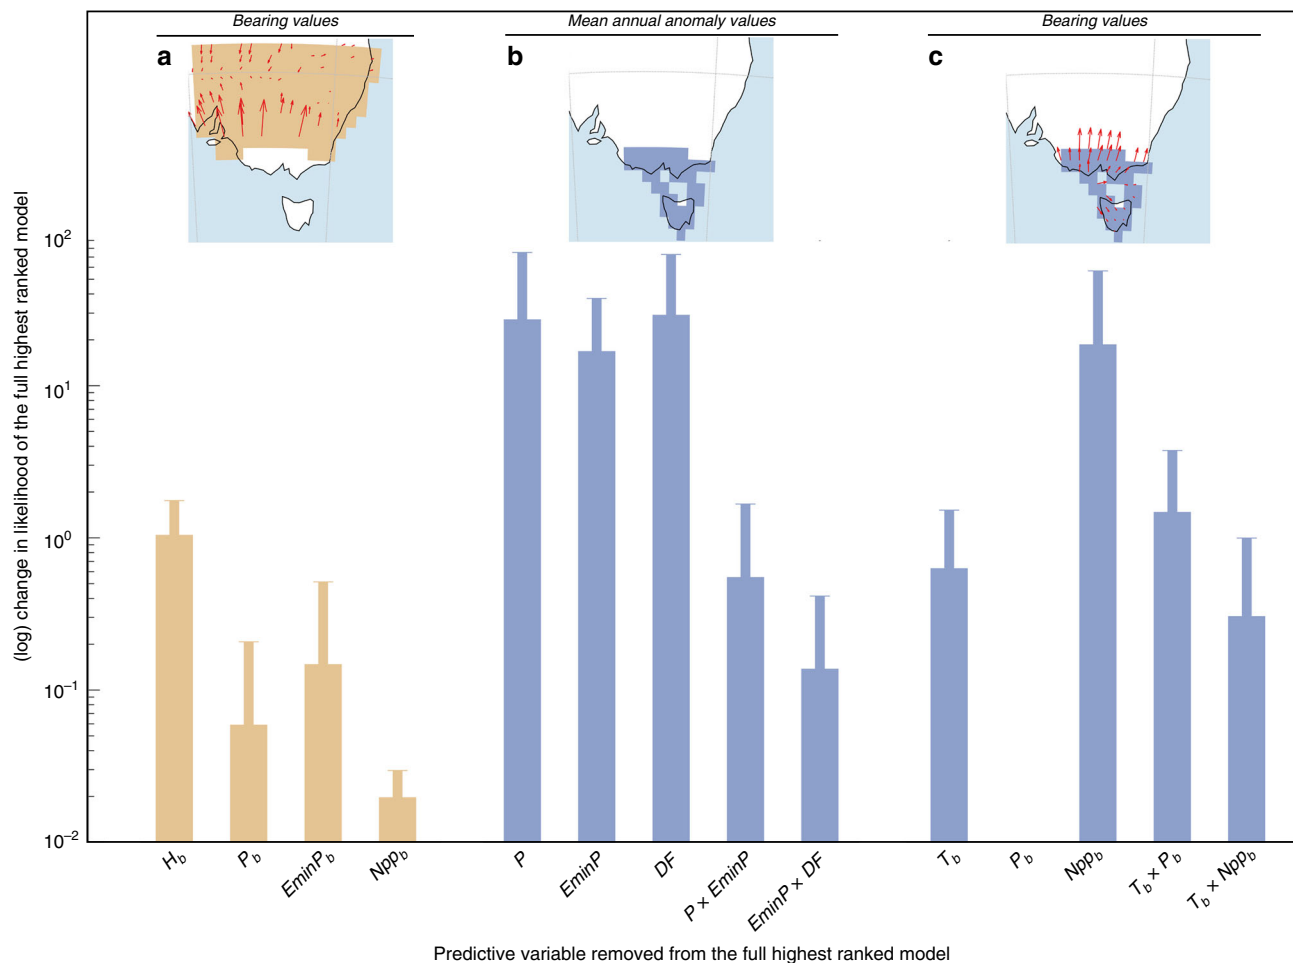 Bearing values
Mean annual anomaly values
Bearing values
a
b
c
(log) change in likelihood of the full highest ranked model
10²
10¹
10⁰
10⁻¹
10⁻²
H_b
P_b
EminP_b
Npp_b
P
EminP
DF
P × EminP
EminP × DF
T_b
P_b
Npp_b
T_b × P_b
T_b × Npp_b
Predictive variable removed from the full highest ranked model